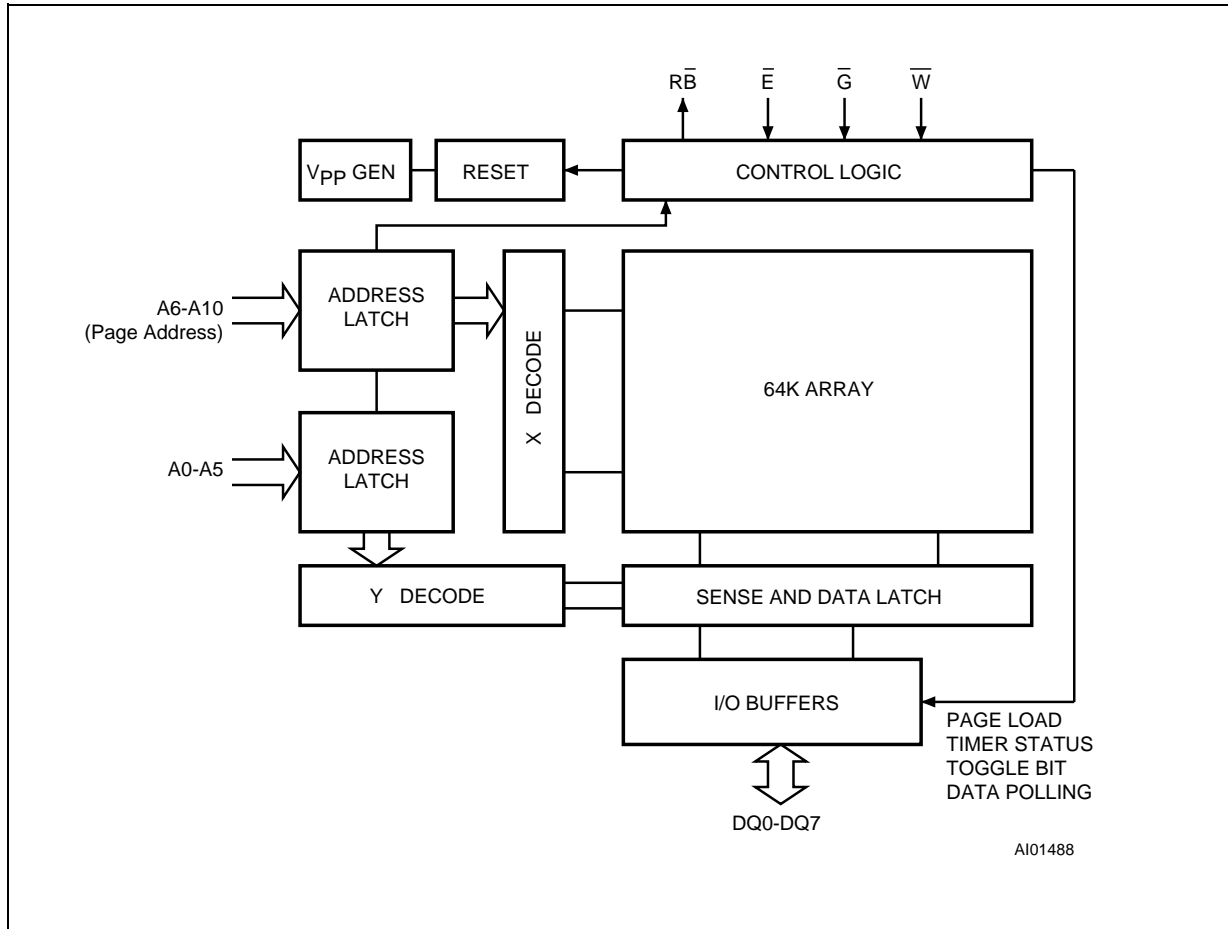 RB̅ E̅ G̅ W̅
VPP GEN RESET CONTROL LOGIC
A6-A10
(Page Address)
ADDRESS
LATCH
X DECODE
64K ARRAY
A0-A5
ADDRESS
LATCH
Y DECODE
SENSE AND DATA LATCH
I/O BUFFERS
PAGE LOAD
TIMER STATUS
TOGGLE BIT
DATA POLLING
DQ0-DQ7
AI01488